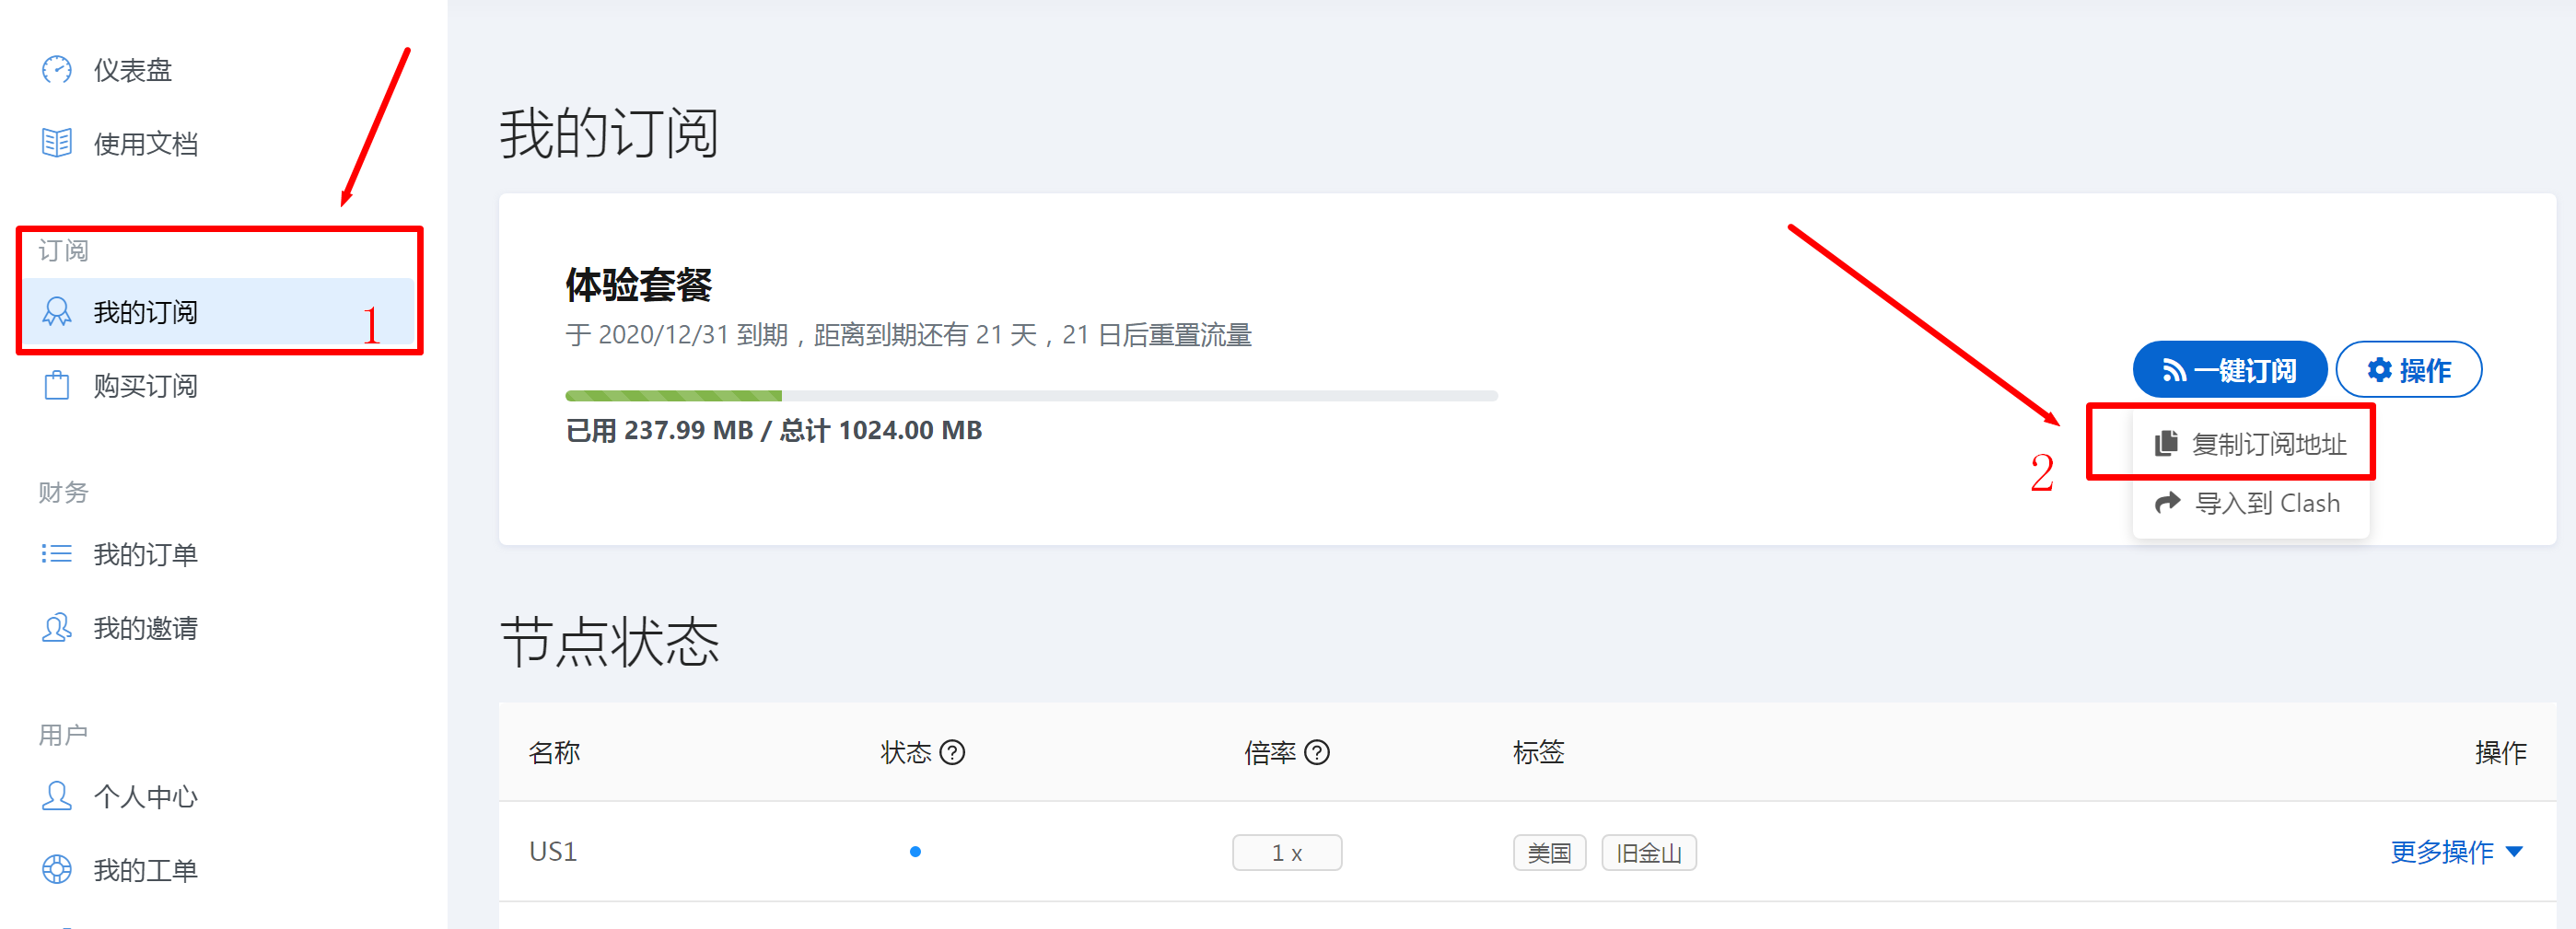 仪表盘
使用文档
订阅
我的订阅
1
购买订阅
财务
我的订单
我的邀请
用户
个人中心
我的工单
我的订阅
体验套餐
于 2020/12/31 到期，距离到期还有 21 天，21 日后重置流量
已用 237.99 MB / 总计 1024.00 MB
一键订阅
操作
2
复制订阅地址
导入到 Clash
节点状态
名称 状态 ? 倍率 ? 标签 操作
US1 1 x 美国 旧金山 更多操作